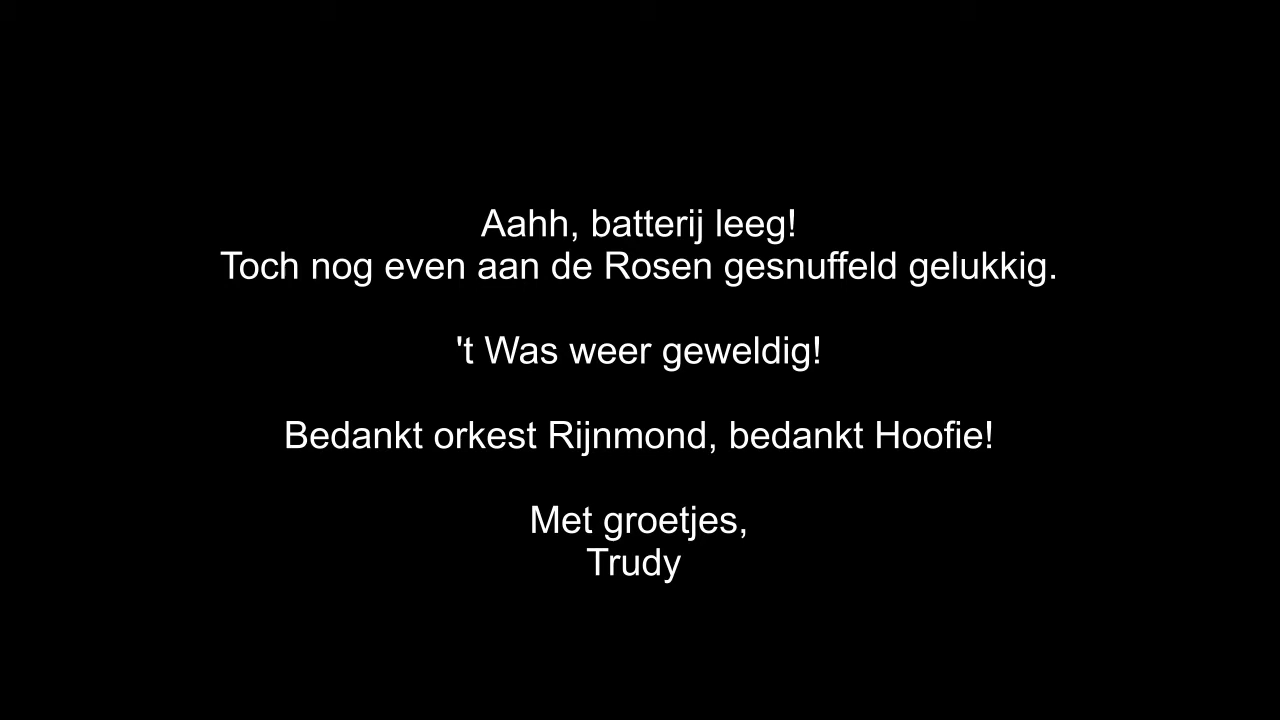 Aahh, batterij leeg!
Toch nog even aan de Rosen gesnuffeld gelukkig.
't Was weer geweldig!
Bedankt orkest Rijnmond, bedankt Hoofie!
Met groetjes,
Trudy